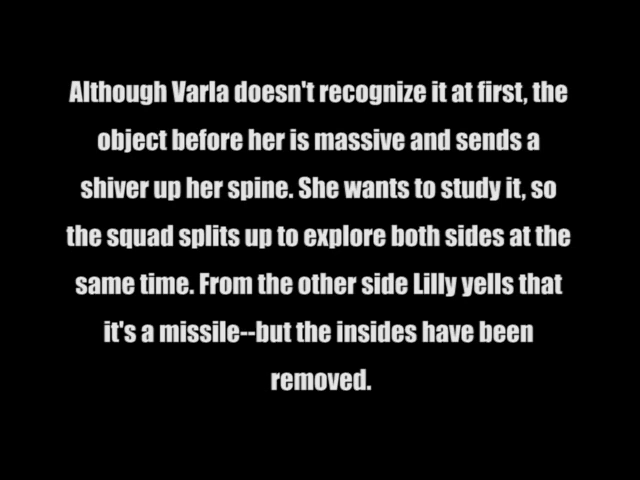 Although Varla doesn't recognize it at first, the
object before her is massive and sends a
shiver up her spine. She wants to study it, so
the squad splits up to explore both sides at the
same time. From the other side Lilly yells that
it's a missile--but the insides have been
removed.